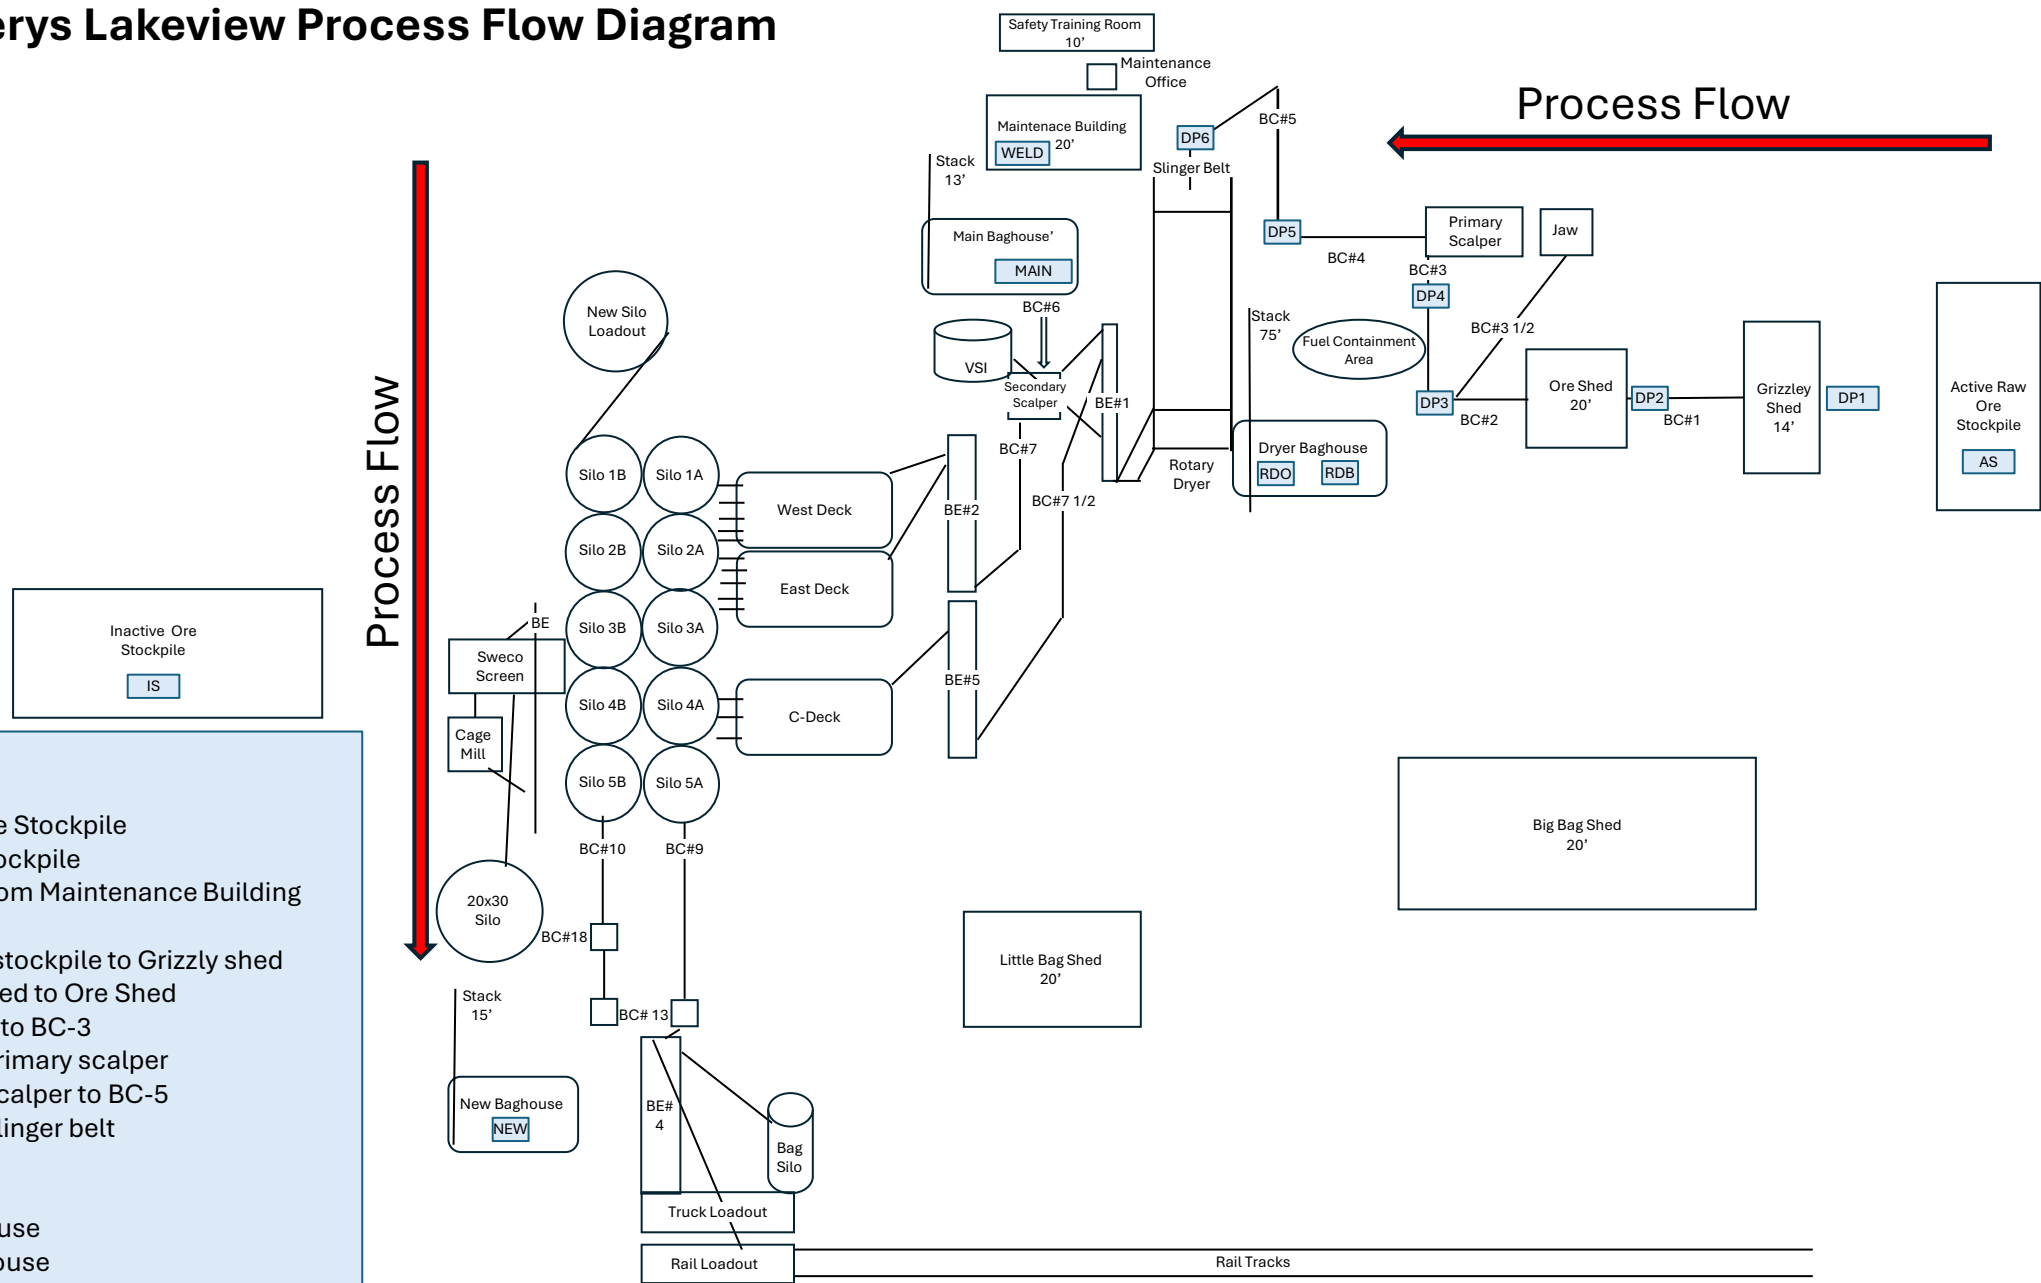 erys Lakeview Process Flow Diagram
Safety Training Room
10’
Maintenance
Office
Maintenace Building
20’
WELD
Stack
13’
DP6
Slinger Belt
BC#5
Process Flow
Main Baghouse’
MAIN
DP5
BC#4
Primary
Scalper
Jaw
BC#3
DP4
BC#3 1/2
New Silo
Loadout
BC#6
VSI
Secondary
Scalper
BE#1
Stack
75’
Fuel Containment
Area
DP3
BC#2
Ore Shed
20’
DP2
BC#1
Grizzley
Shed
14’
DP1
Active Raw
Ore
Stockpile
AS
Process Flow
Silo 1B
Silo 1A
West Deck
BE#2
BC#7
BC#7 1/2
Rotary
Dryer
Dryer Baghouse
RDO
RDB
Silo 2B
Silo 2A
East Deck
Silo 3B
Silo 3A
BE
Sweco
Screen
Inactive Ore
Stockpile
IS
Silo 4B
Silo 4A
C-Deck
BE#5
Cage
Mill
Silo 5B
Silo 5A
BC#10
BC#9
Big Bag Shed
20’
20x30
Silo
BC#18
Little Bag Shed
20’
Stack
15’
BC# 13
New Baghouse
NEW
BE#
4
Bag
Silo
Truck Loadout
Rail Loadout
Rail Tracks
e Stockpile
ockpile
om Maintenance Building
stockpile to Grizzly shed
ed to Ore Shed
to BC-3
rimary scalper
calper to BC-5
linger belt
use
ouse